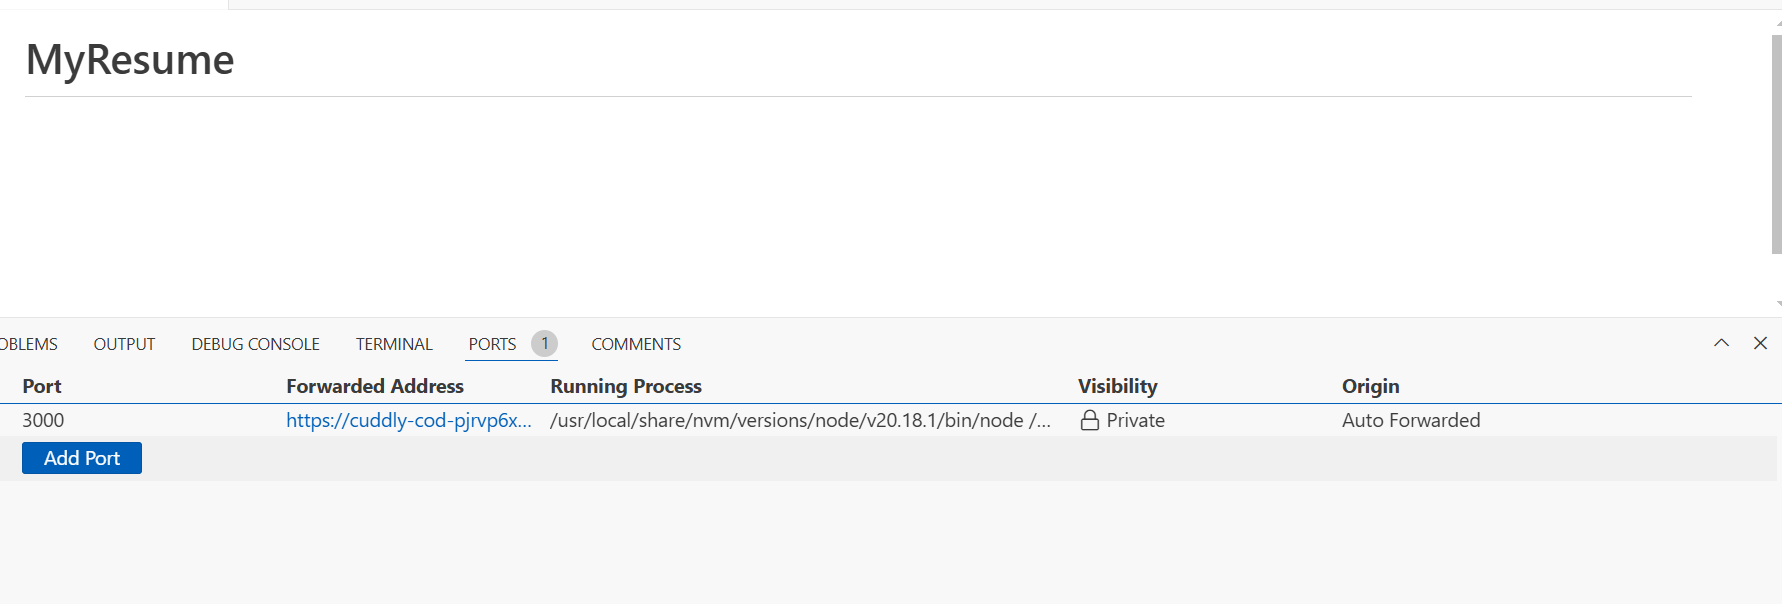 MyResume
OBLEMS OUTPUT DEBUG CONSOLE TERMINAL PORTS 1 COMMENTS
Port Forwarded Address Running Process Visibility Origin
3000 https://cuddly-cod-pjrvp6x... /usr/local/share/nvm/versions/node/v20.18.1/bin/node /... Private Auto Forwarded
Add Port